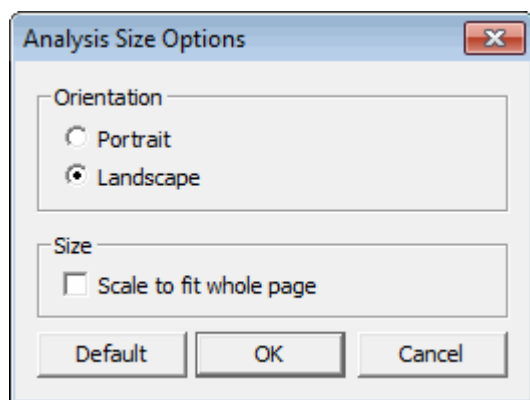 Analysis Size Options
Orientation
Portrait
Landscape
Size
Scale to fit whole page
Default OK Cancel